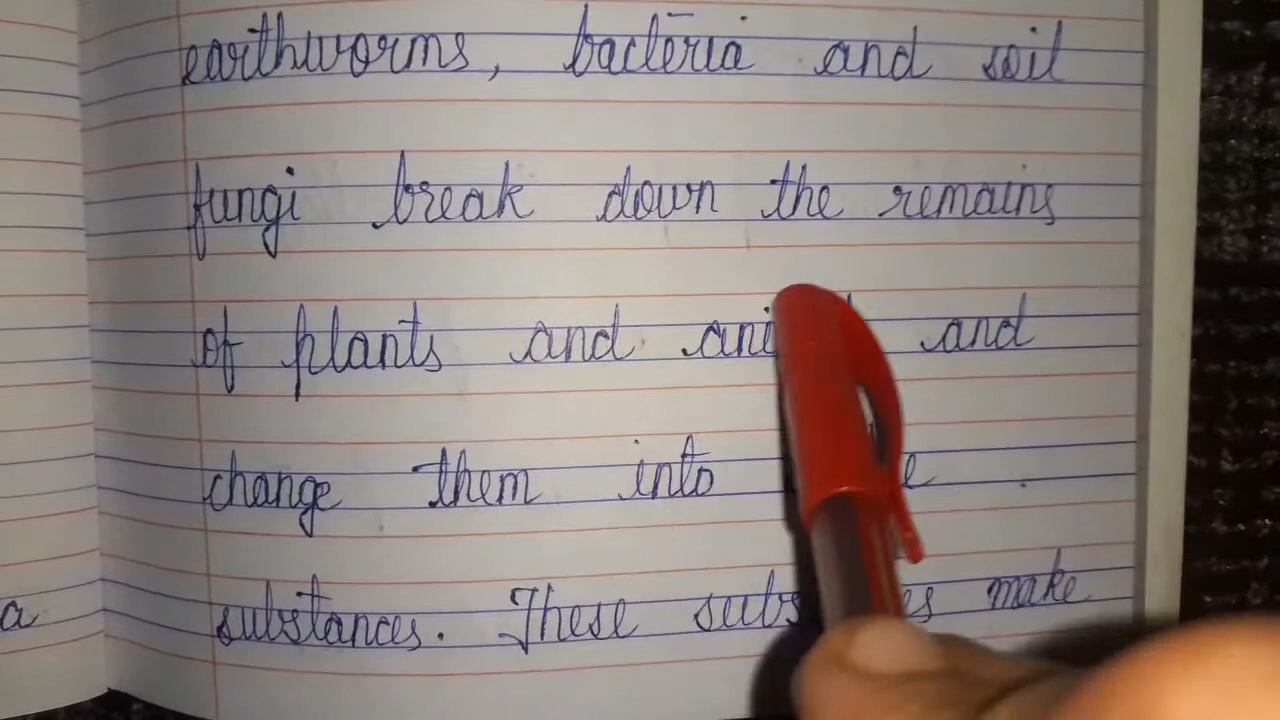 earthworms, bacteria and soil
fungi break down the remains
of plants and and
change them into
a substances. These make